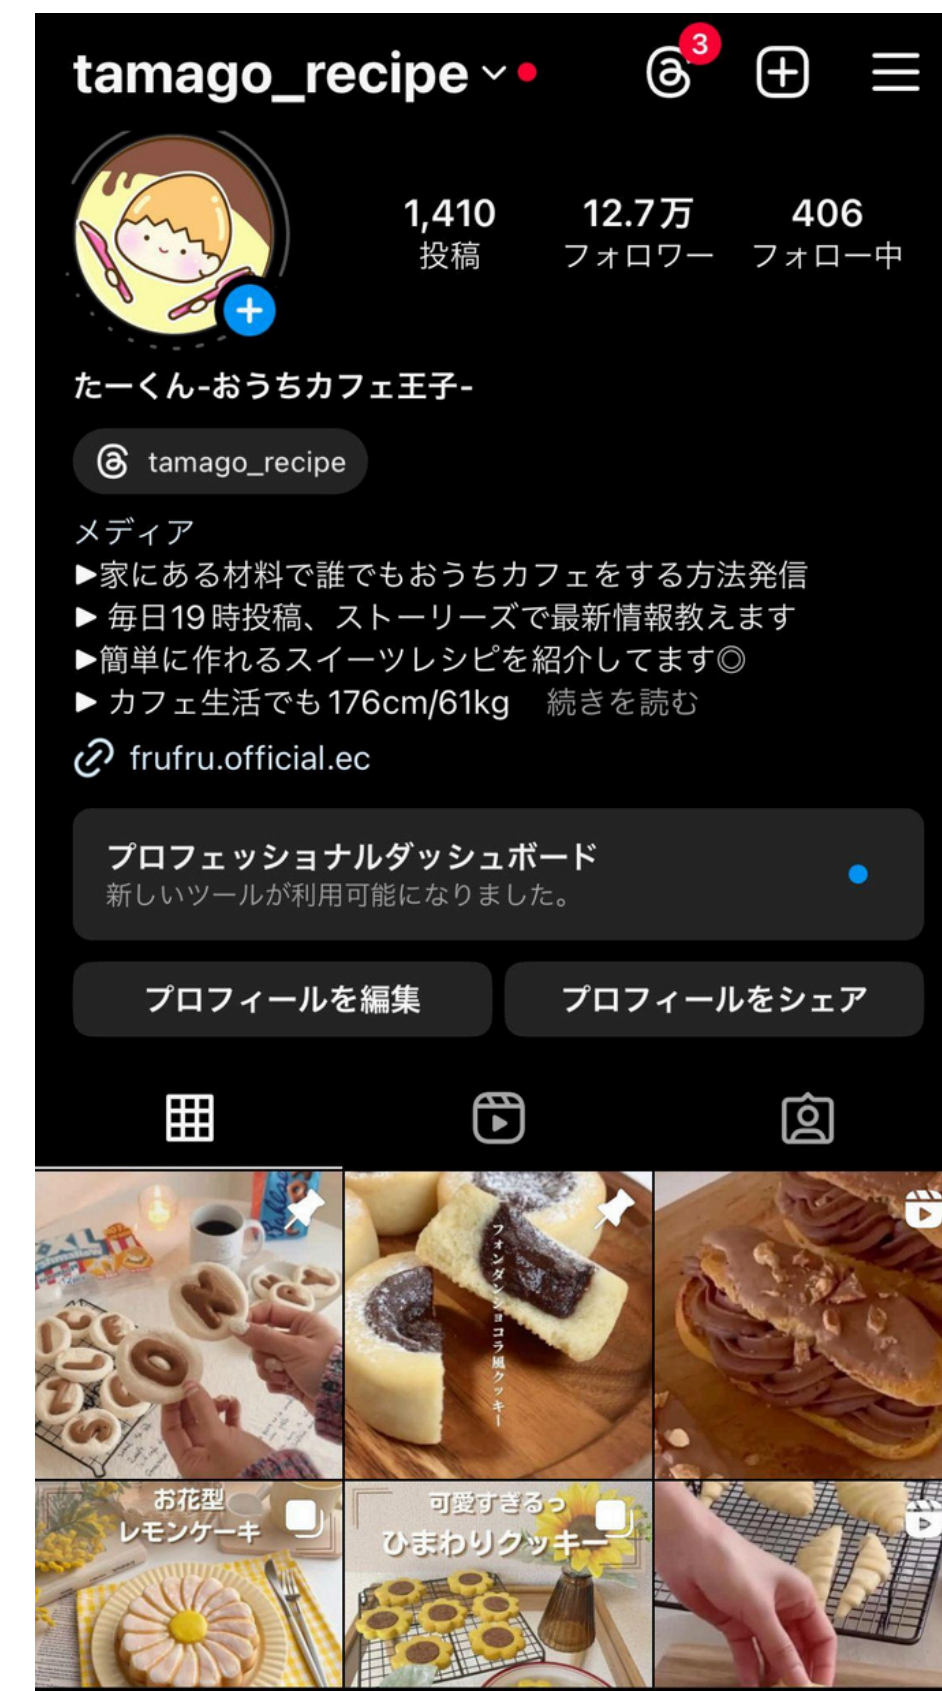 tamago_recipe
3
1,410
投稿
12.7万
フォロワー
406
フォロー中
たーくん-おうちカフェ王子-
tamago_recipe
メディア
▶家にある材料で誰でもおうちカフェをする方法発信
▶ 毎日19時投稿、ストーリーズで最新情報教えます
▶簡単に作れるスイーツレシピを紹介してます◎
▶ カフェ生活でも176cm/61kg 続きを読む
frufru.official.ec
プロフェッショナルダッシュボード
新しいツールが利用可能になりました。
プロフィールを編集
プロフィールをシェア
フォンダンショコラ風クッキー
お花型
レモンケーキ
可愛すぎるっ
ひまわりクッキー